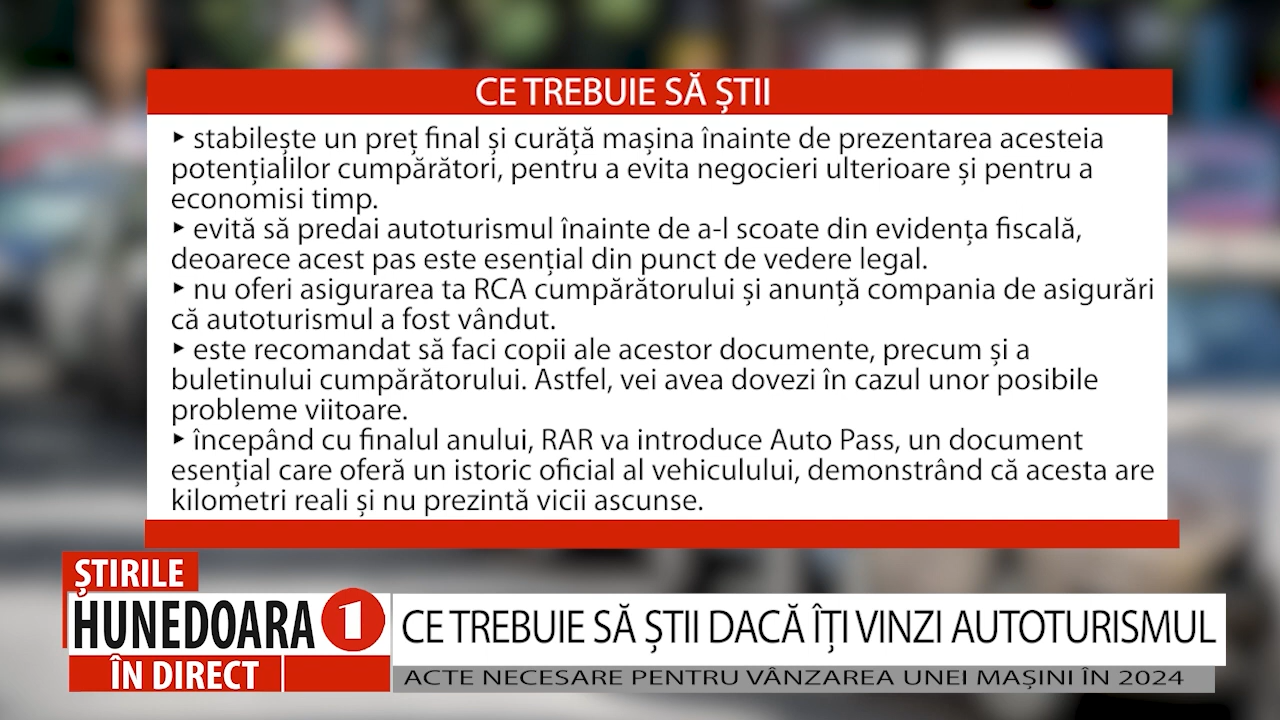 CE TREBUIE SĂ ȘTII
‣ stabilește un preț final și curăță mașina înainte de prezentarea acesteia
potențialilor cumpărători, pentru a evita negocieri ulterioare și pentru a
economisi timp.
‣ evită să predai autoturismul înainte de a-l scoate din evidența fiscală,
deoarece acest pas este esențial din punct de vedere legal.
‣ nu oferi asigurarea ta RCA cumpărătorului și anunță compania de asigurări
că autoturismul a fost vândut.
‣ este recomandat să faci copii ale acestor documente, precum și a
buletinului cumpărătorului. Astfel, vei avea dovezi în cazul unor posibile
probleme viitoare.
‣ începând cu finalul anului, RAR va introduce Auto Pass, un document
esențial care oferă un istoric oficial al vehiculului, demonstrând că acesta are
kilometri reali și nu prezintă vicii ascunse.
ȘTIRILE
HUNEDOARA 1
ÎN DIRECT
CE TREBUIE SĂ ȘTII DACĂ ÎȚI VINZI AUTOTURISMUL
ACTE NECESARE PENTRU VÂNZAREA UNEI MAȘINI ÎN 2024